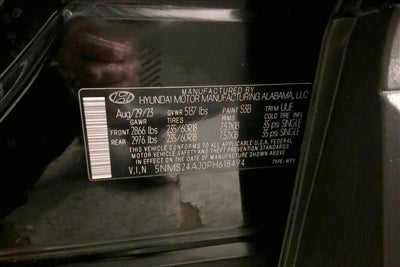 MANUFACTURED BY
HYUNDAI MOTOR MANUFACTURING ALABAMA, LLC
Aug/29/23 GVWR 5137 lbs PAINT S3B TRIM UUE
GAWR TIRES RIMS COLD TIRE INFL
FRONT 2866 lbs 235/60R18 7.5JX18 35 psi SINGLE
REAR 2976 lbs 235/60R18 7.5JX18 35 psi SINGLE
THIS VEHICLE CONFORMS TO ALL APPLICABLE U.S.A. FEDERAL
MOTOR VEHICLE SAFETY, BUMPER, AND THEFT PREVENTION STANDARDS
IN EFFECT ON THE DATE OF MANUFACTURE SHOWN ABOVE
V.I.N 5NMS24AJ0PH618494 TYPE: MPV